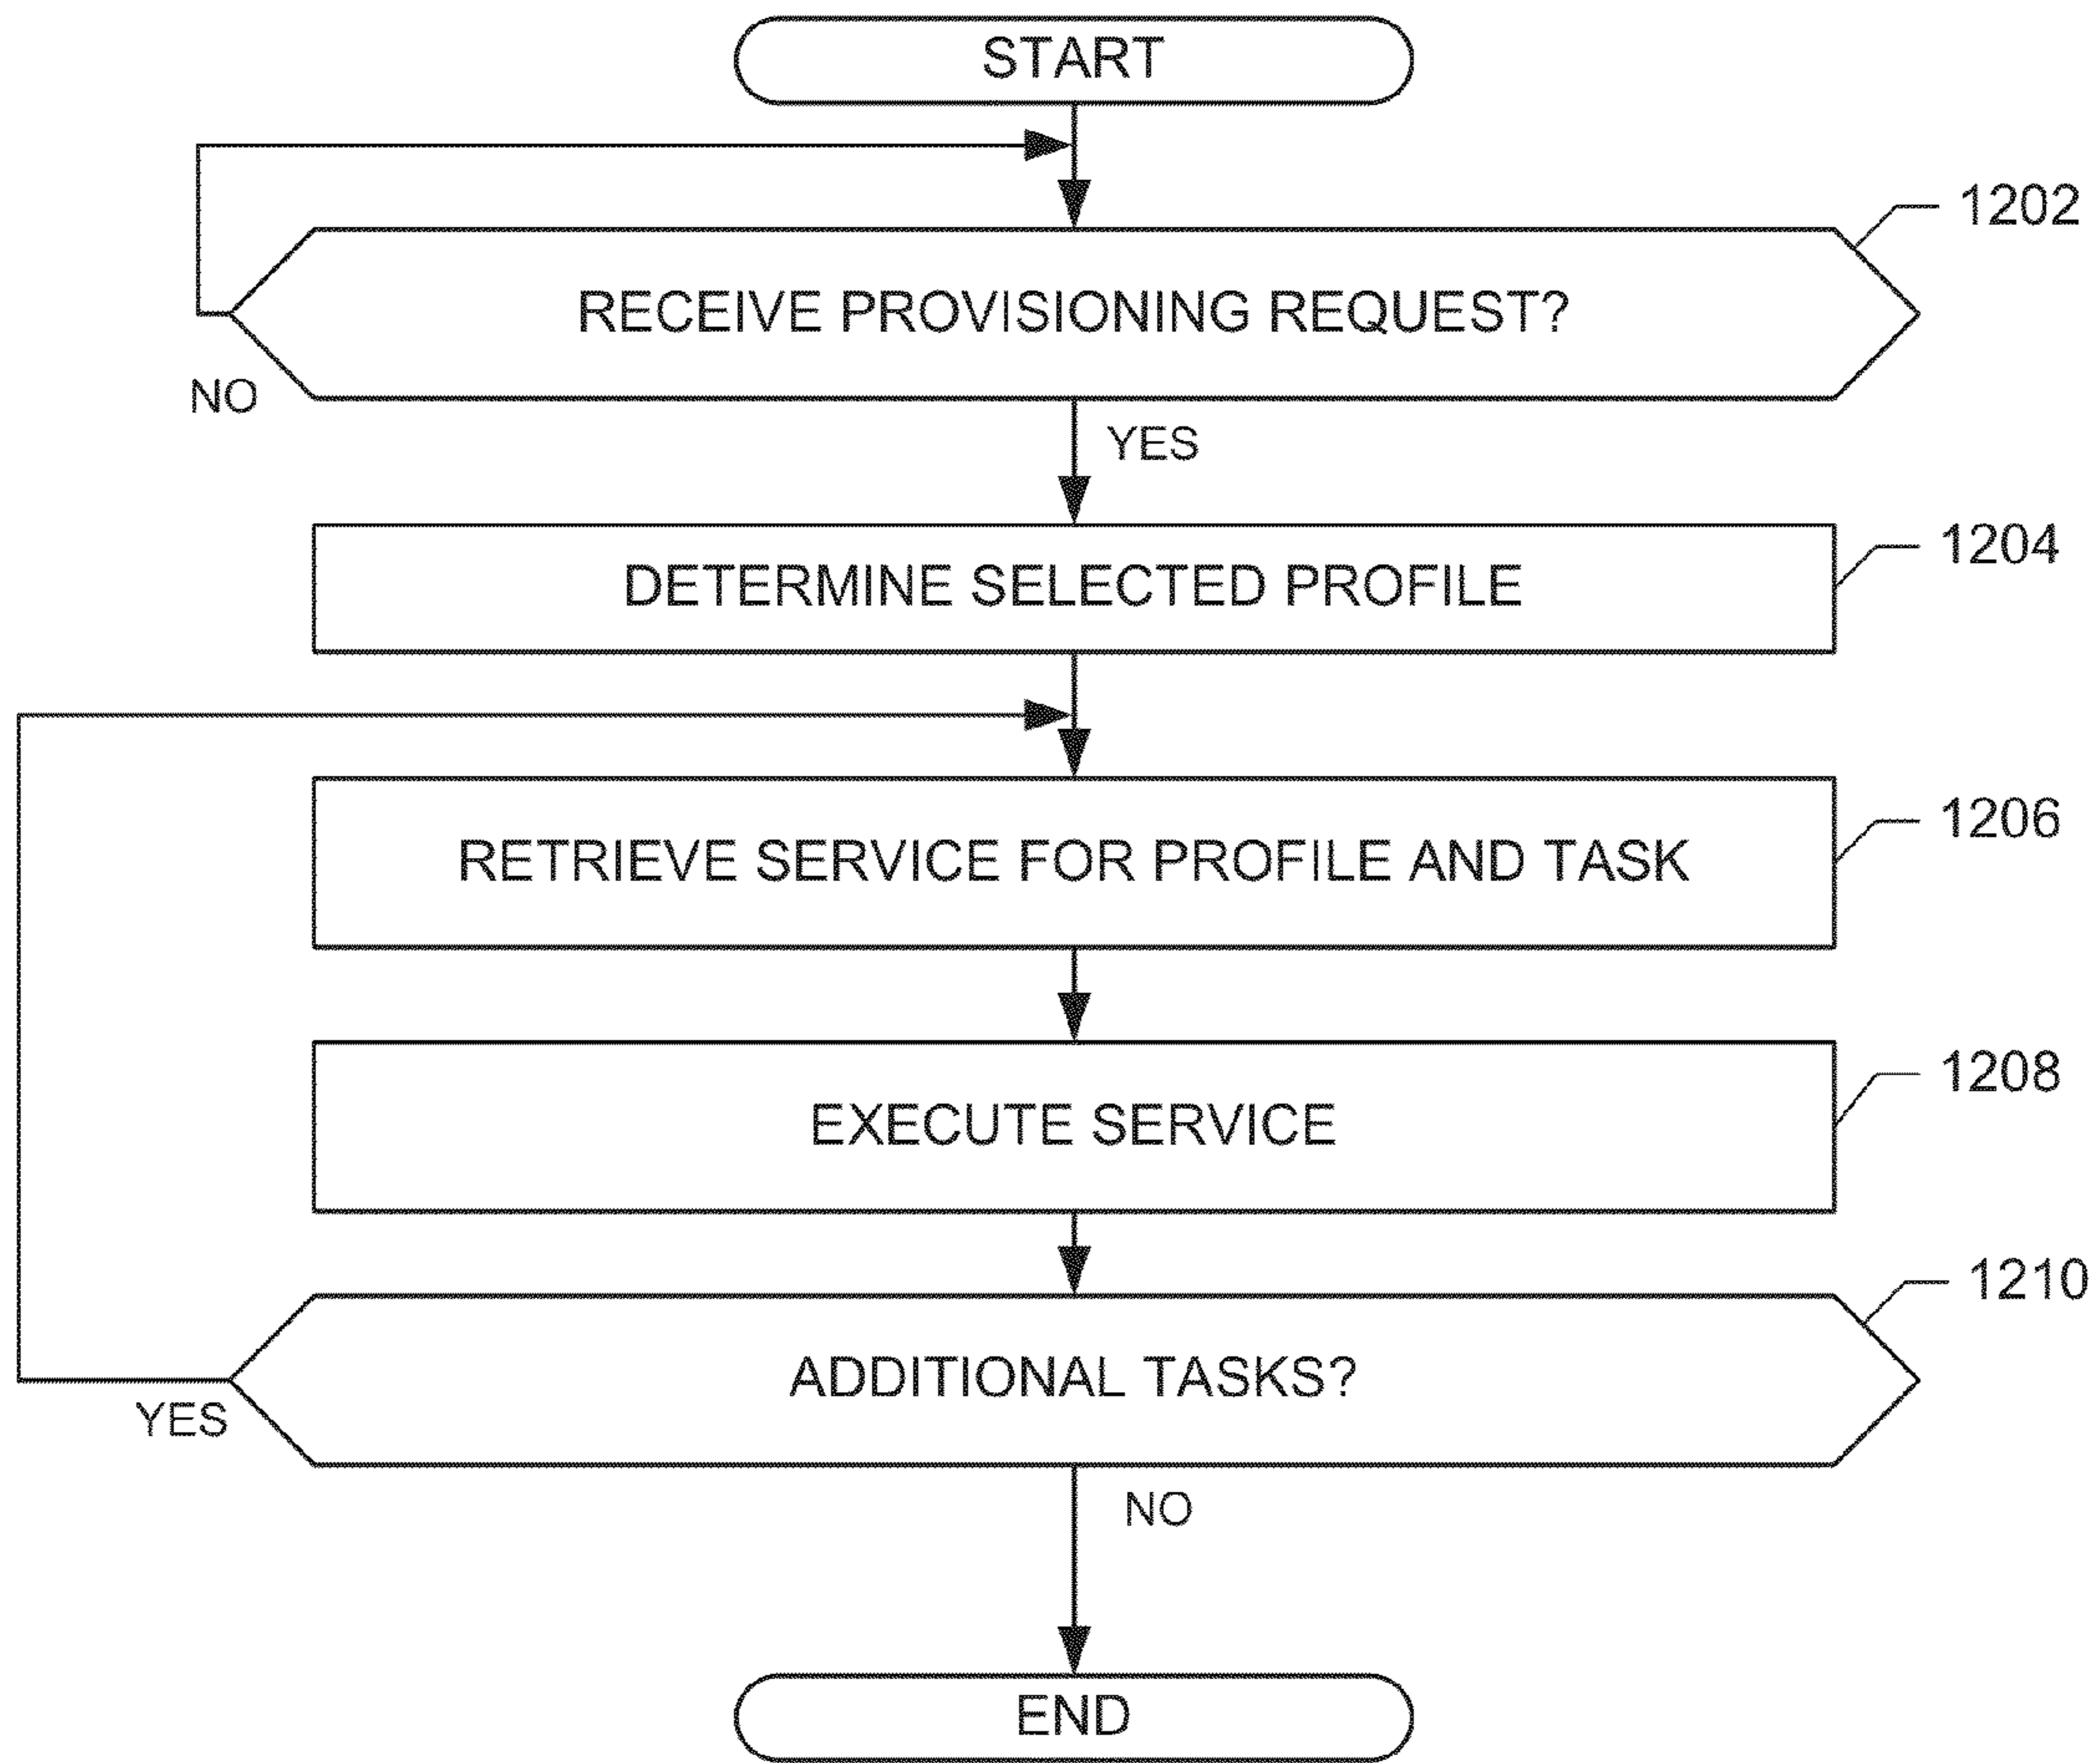 START
1202
RECEIVE PROVISIONING REQUEST?
NO
YES
1204
DETERMINE SELECTED PROFILE
1206
RETRIEVE SERVICE FOR PROFILE AND TASK
1208
EXECUTE SERVICE
1210
ADDITIONAL TASKS?
YES
NO
END